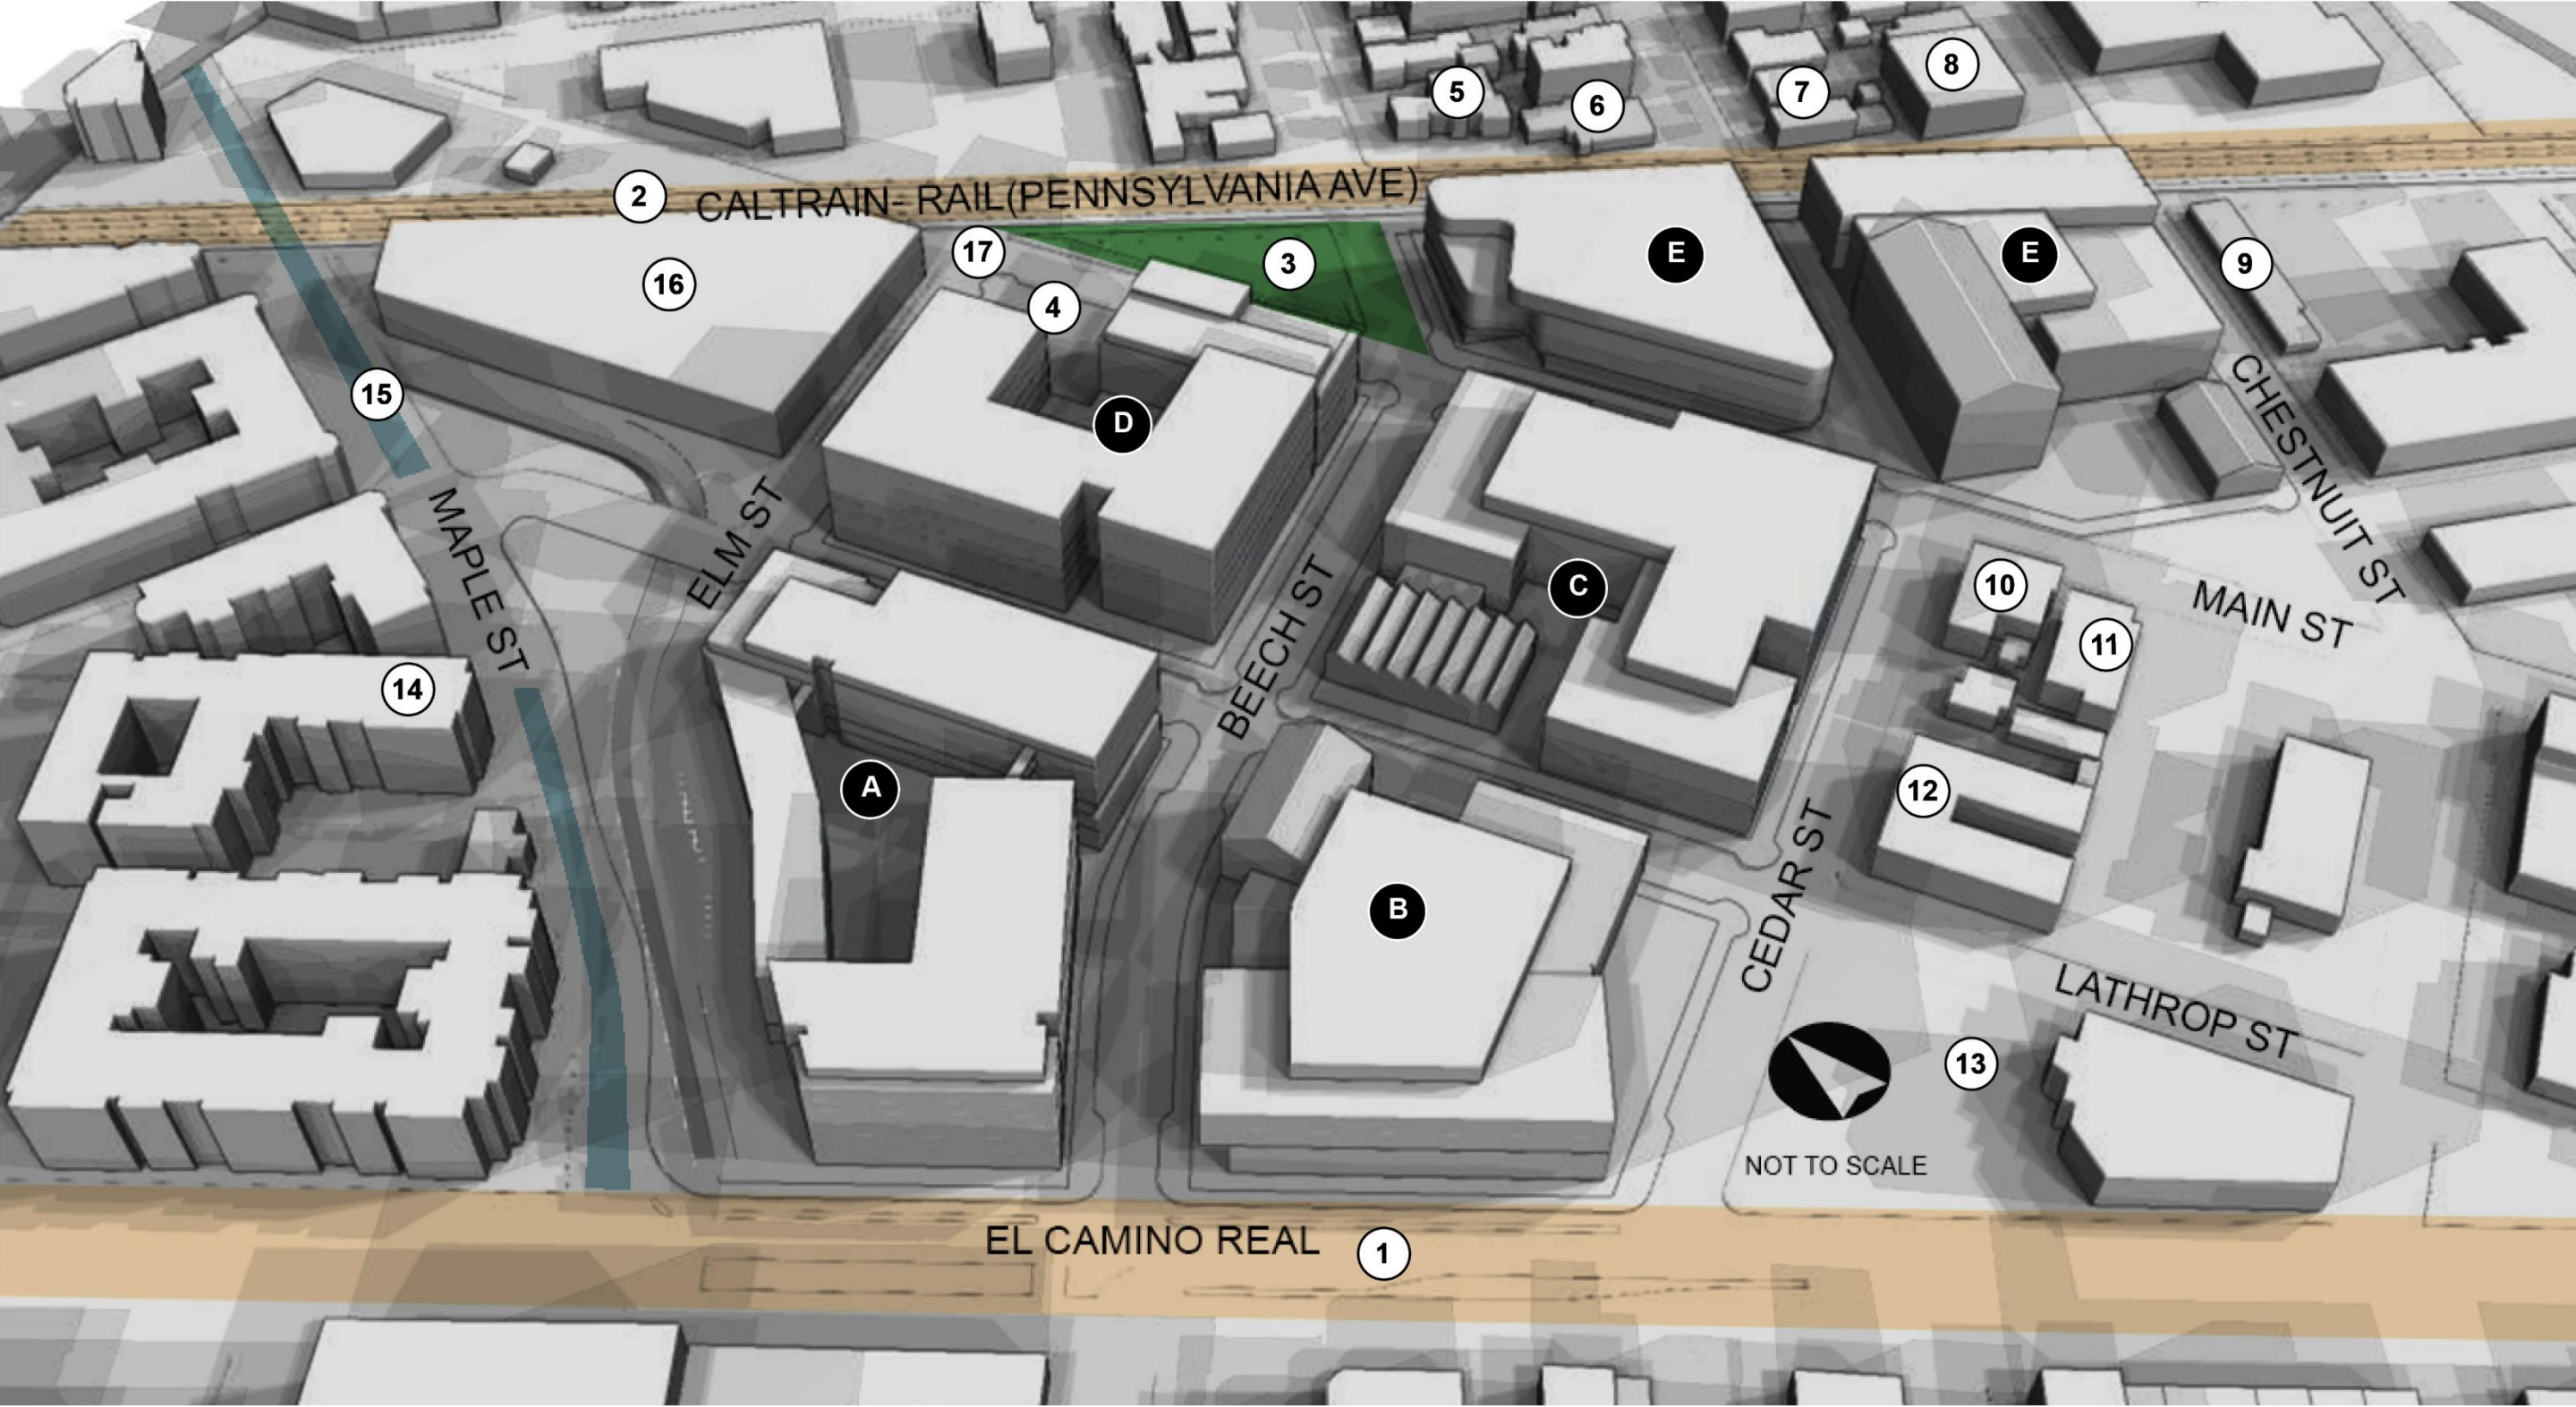 5
6
7
8
2
CALTRAIN- RAIL(PENNSYLVANIA AVE)
17
3
E
E
9
16
4
15
D
CHESTNUIT ST
MAPLE ST
ELM ST
BEECH ST
C
10
MAIN ST
11
14
A
12
B
CEDAR ST
LATHROP ST
13
NOT TO SCALE
EL CAMINO REAL
1